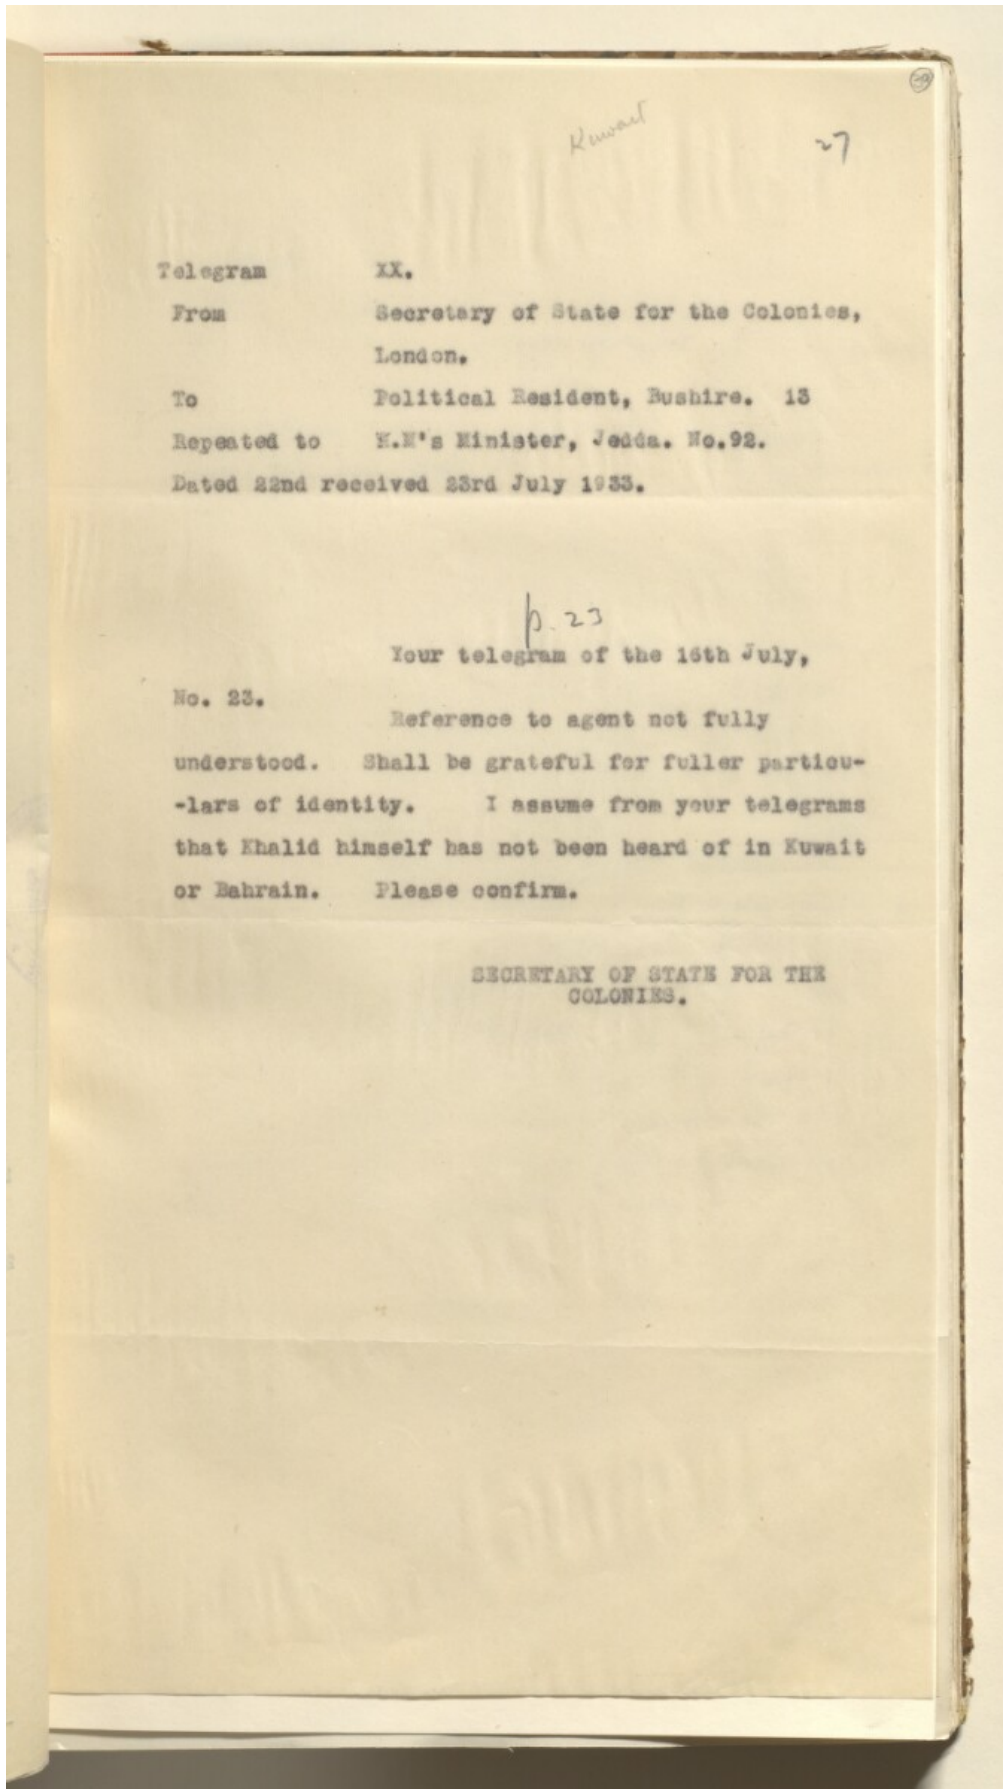 29
Kuwait
27
Telegram XX.
From Secretary of State for the Colonies,
London.
To Political Resident, Bushire. 13
Repeated to H.M's Minister, Jedda. No.92.
Dated 22nd received 23rd July 1933.
p. 23
Your telegram of the 16th July,
No. 23.
Reference to agent not fully
understood. Shall be grateful for fuller particu-
-lars of identity. I assume from your telegrams
that Khalid himself has not been heard of in Kuwait
or Bahrain. Please confirm.
SECRETARY OF STATE FOR THE
COLONIES.